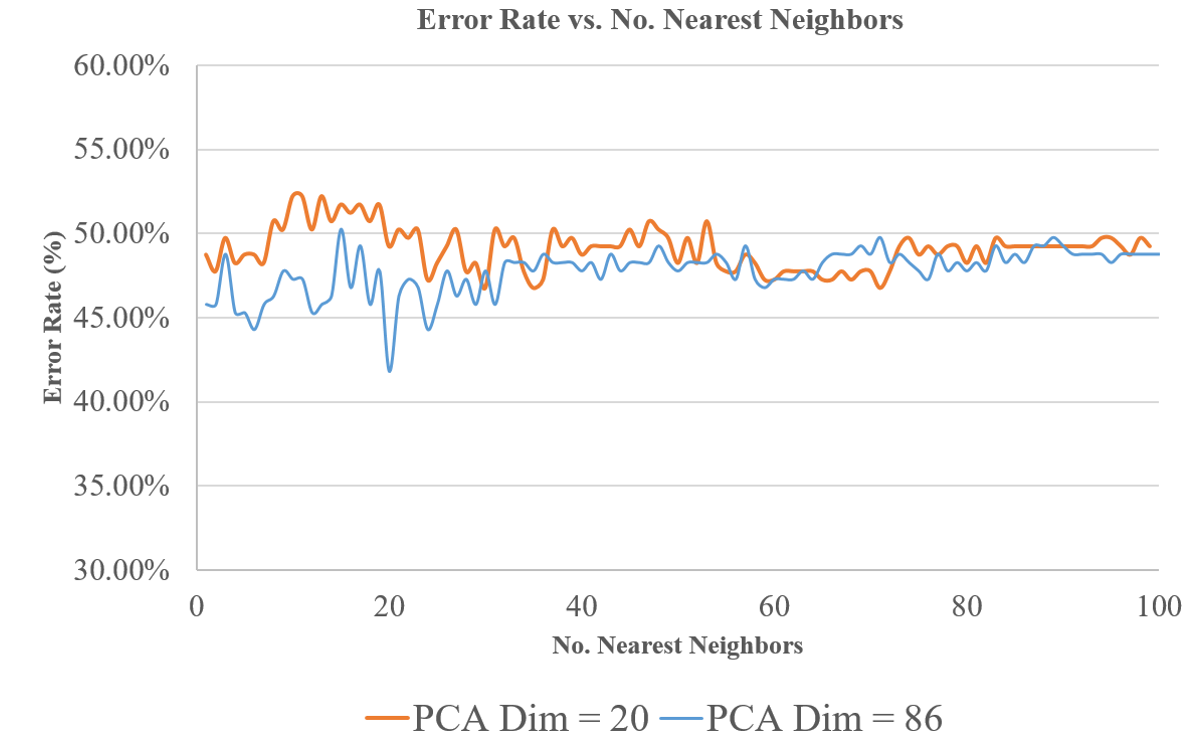 Error Rate vs. No. Nearest Neighbors
60.00%
55.00%
50.00%
45.00%
40.00%
35.00%
30.00%
Error Rate (%)
0 20 40 60 80 100
No. Nearest Neighbors
PCA Dim = 20 PCA Dim = 86